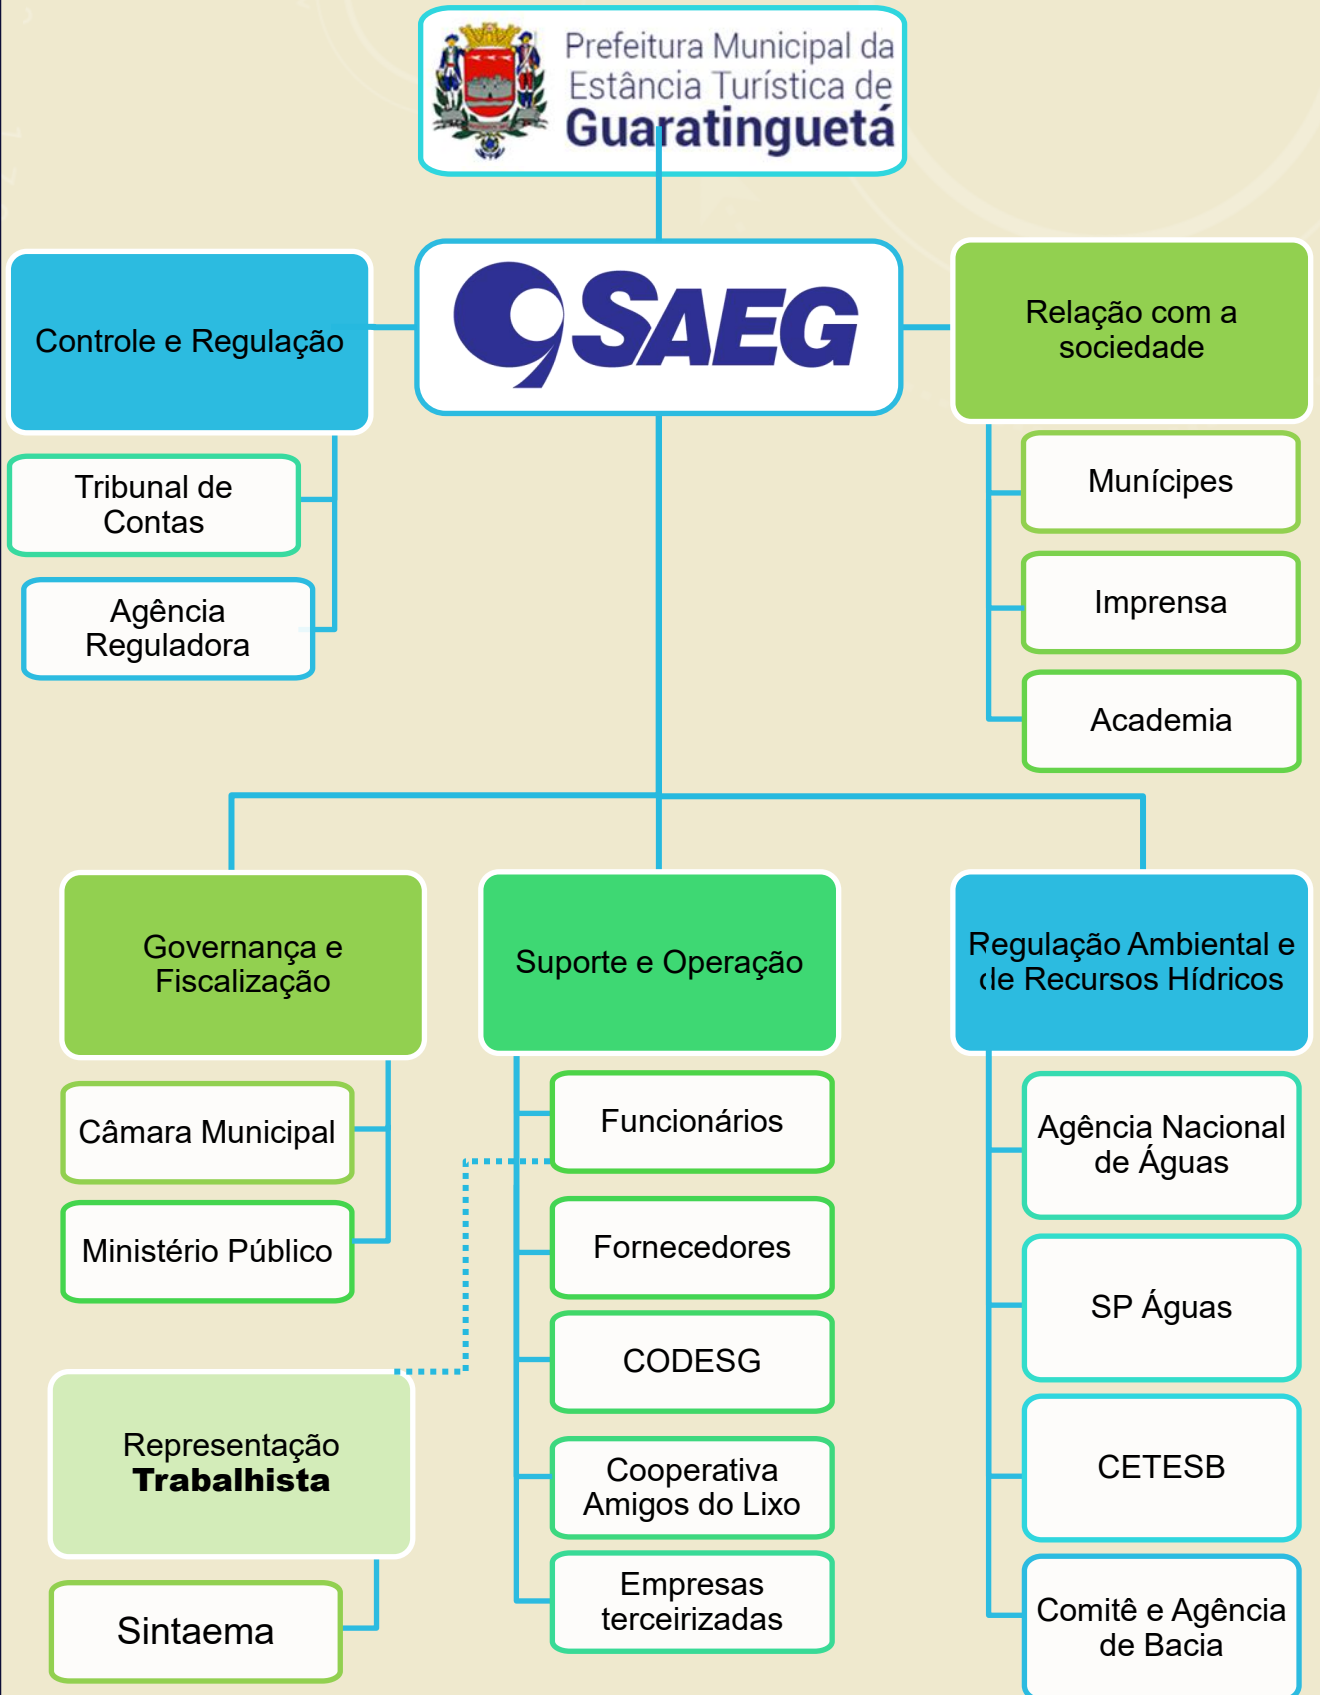 Prefeitura Municipal da
Estância Turística de
Guaratinguetá
SAEG
Controle e Regulação
Tribunal de
Contas
Agência
Reguladora
Relação com a
sociedade
Munícipes
Imprensa
Academia
Governança e
Fiscalização
Câmara Municipal
Ministério Público
Representação
Trabalhista
Sintaema
Suporte e Operação
Funcionários
Fornecedores
CODESG
Cooperativa
Amigos do Lixo
Empresas
terceirizadas
Regulação Ambiental e
de Recursos Hídricos
Agência Nacional
de Águas
SP Águas
CETESB
Comitê e Agência
de Bacia